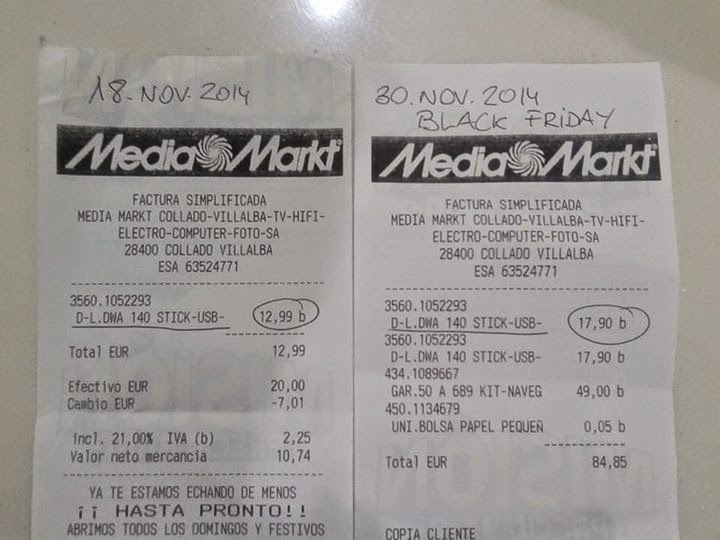 18. NOV. 2014
Media Markt
FACTURA SIMPLIFICADA
MEDIA MARKT COLLADO-VILLALBA-TV-HIFI-
ELECTRO-COMPUTER-FOTO-SA
28400 COLLADO VILLALBA
ESA 63524771
3560.1052293
D-L.DWA 140 STICK-USB- 12,99 b
Total EUR 12,99
Efectivo EUR 20,00
Cambio EUR -7,01
incl. 21,00% IVA (b) 2,25
Valor neto mercancia 10,74
YA TE ESTAMOS ECHANDO DE MENOS
¡¡ HASTA PRONTO!!
ABRIMOS TODOS LOS DOMINGOS Y FESTIVOS
30. NOV. 2014
BLACK FRIDAY
Media Markt
FACTURA SIMPLIFICADA
MEDIA MARKT COLLADO-VILLALBA-TV-HIFI-
ELECTRO-COMPUTER-FOTO-SA
28400 COLLADO VILLALBA
ESA 63524771
3560.1052293
D-L.DWA 140 STICK-USB- 17,90 b
3560.1052293
D-L.DWA 140 STICK-USB- 17,90 b
434.1089667
GAR.50 A 689 KIT-NAVEG 49,00 b
450.1134679
UNI.BOLSA PAPEL PEQUEÑ 0,05 b
Total EUR 84,85
COPIA CLIENTE